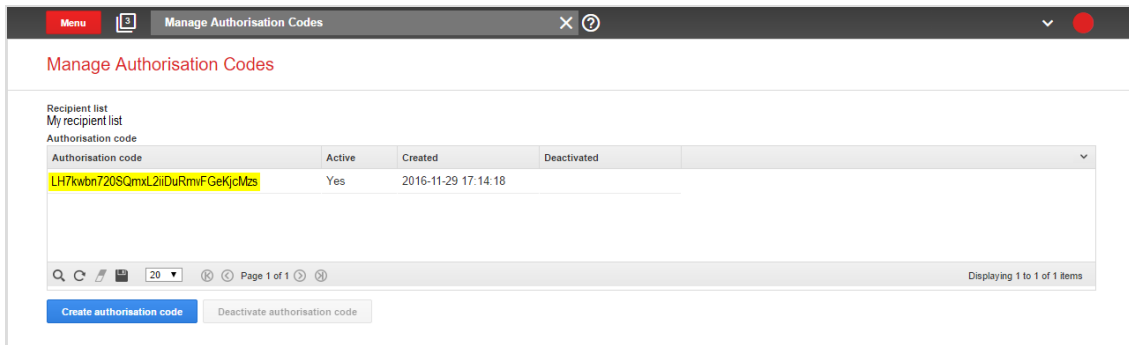 Menu 3 Manage Authorisation Codes
Manage Authorisation Codes
Recipient list
My recipient list
Authorisation code
Authorisation code Active Created Deactivated
LH7kwbn720SQmxL2iiDuRmvFGeKjcMzs Yes 2016-11-29 17:14:18
20 Page 1 of 1 Displaying 1 to 1 of 1 items
Create authorisation code Deactivate authorisation code